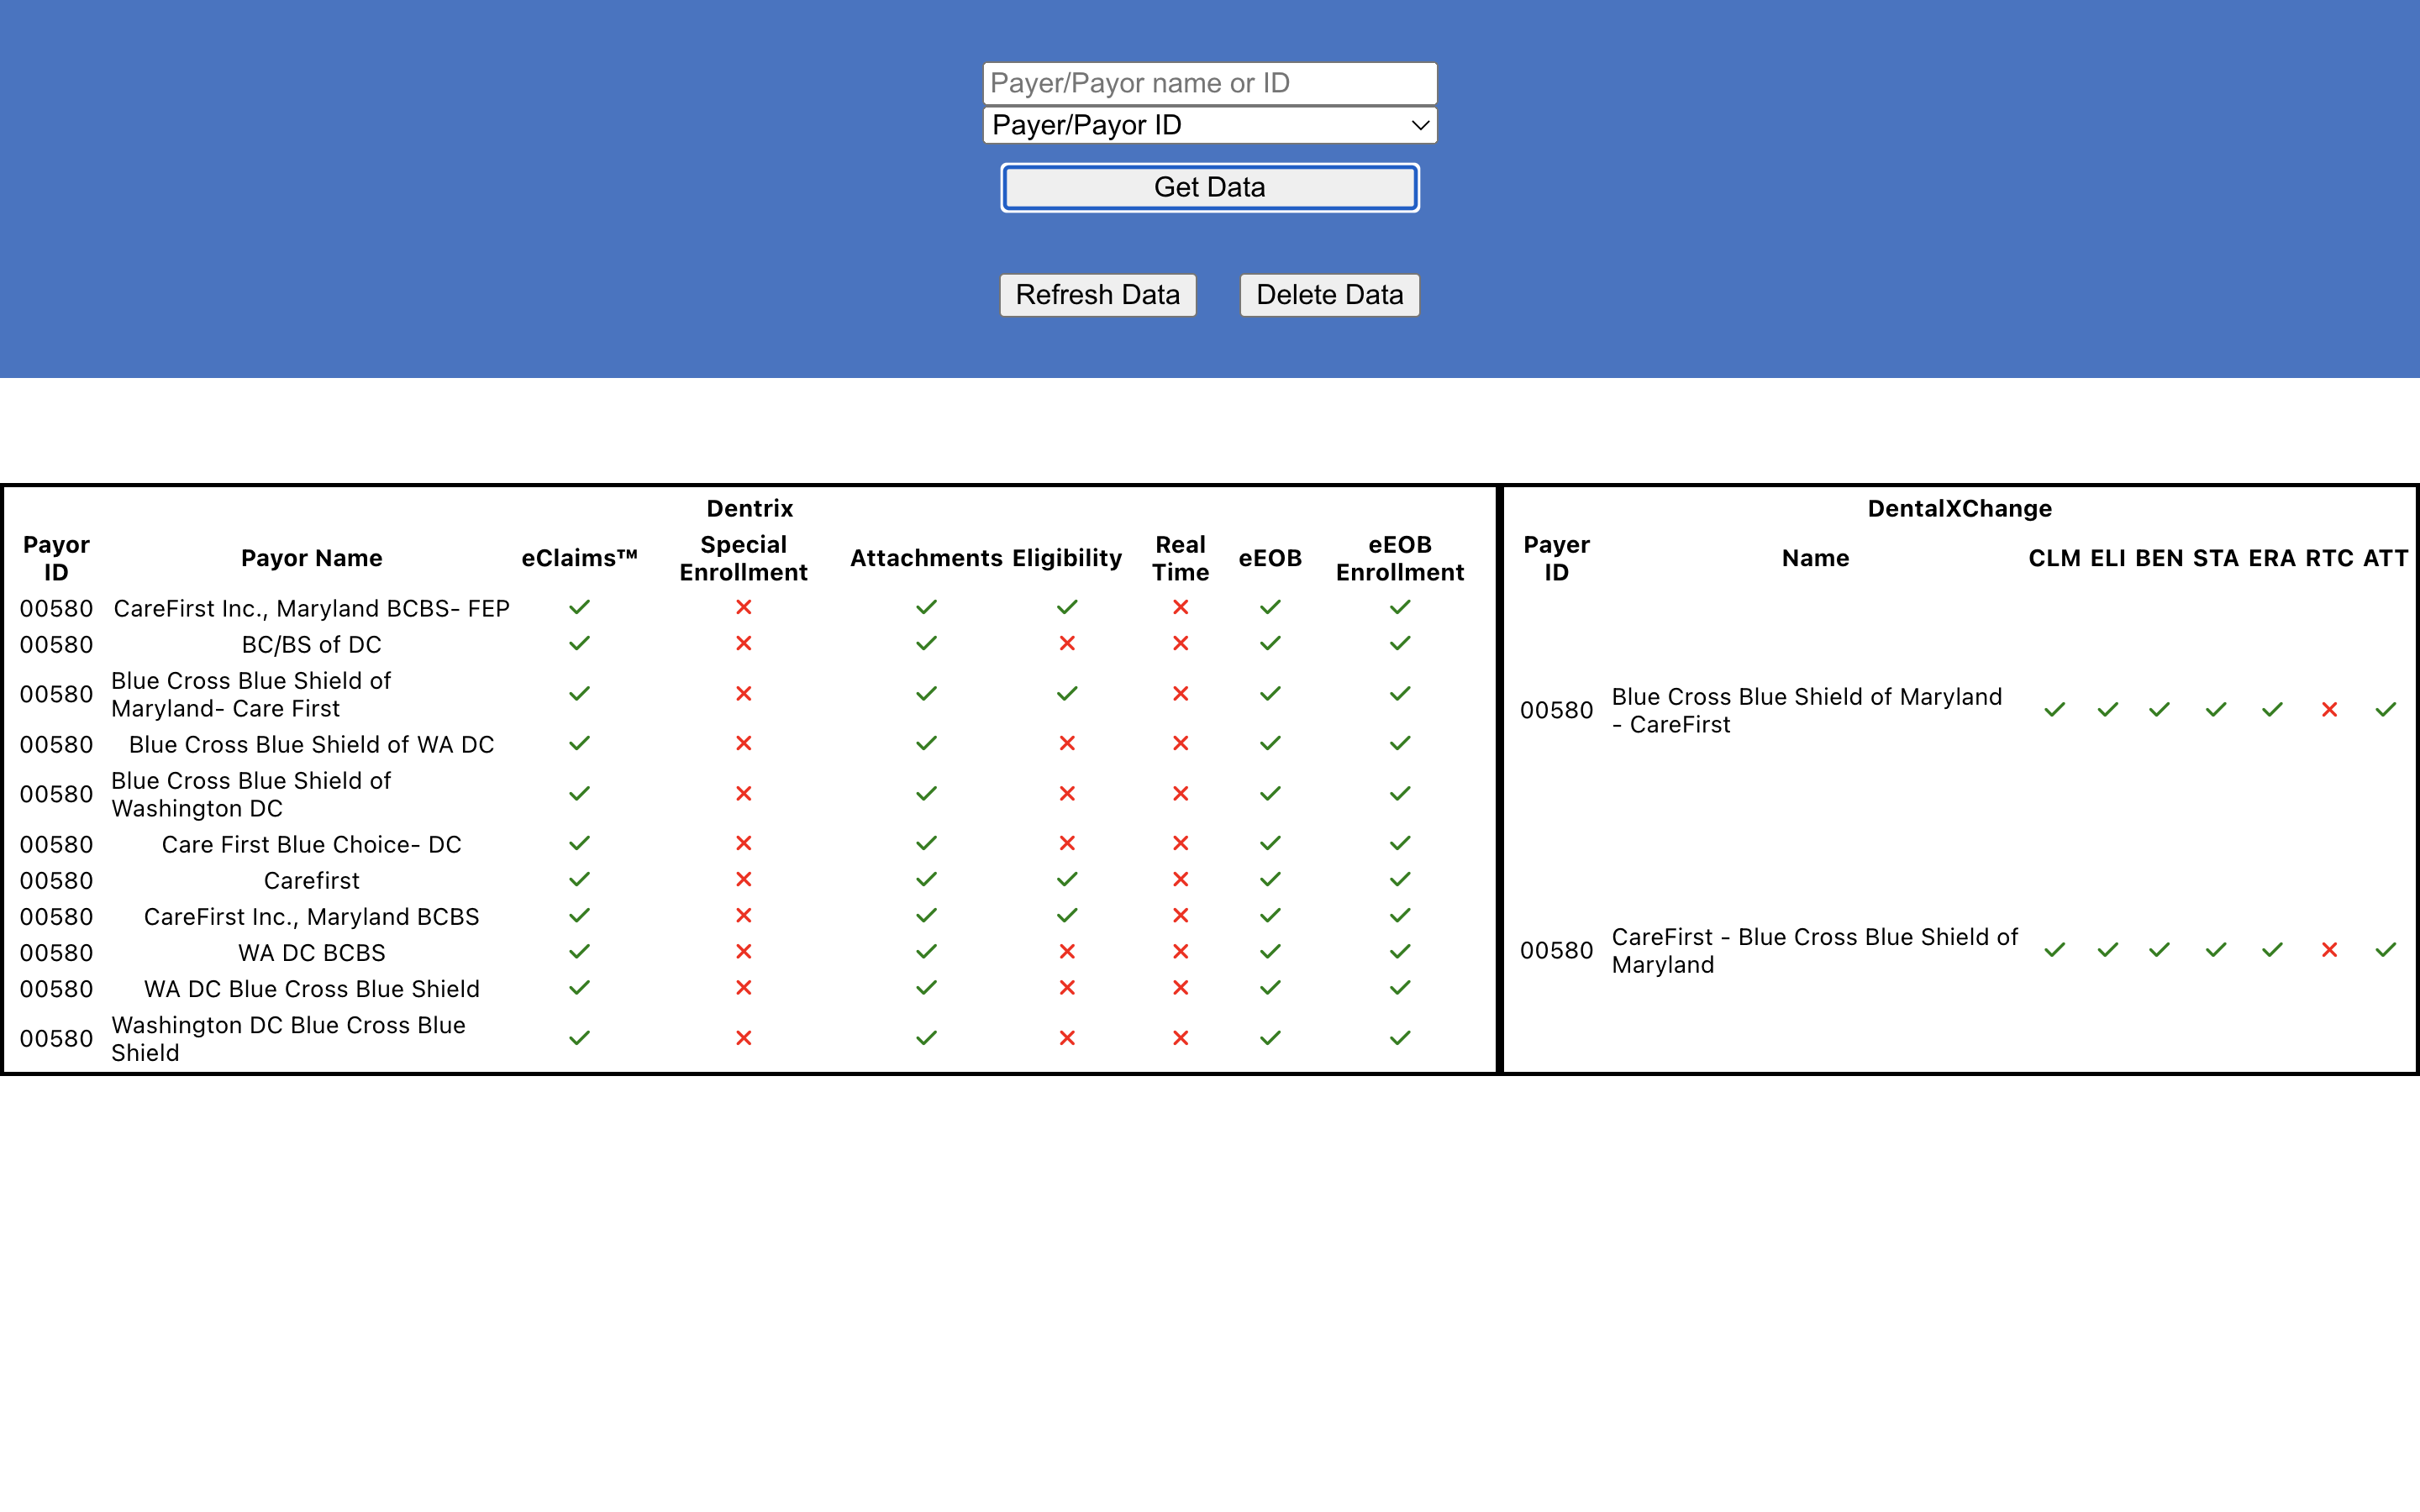 Payer/Payor name or ID
Payer/Payor ID
Get Data
Refresh Data Delete Data
Dentrix
Payor ID Payor Name eClaims™ Special Enrollment Attachments Eligibility Real Time eEOB eEOB Enrollment
00580 CareFirst Inc., Maryland BCBS- FEP ✓ ✕ ✓ ✓ ✕ ✓ ✓
00580 BC/BS of DC ✓ ✕ ✓ ✕ ✕ ✓ ✓
00580 Blue Cross Blue Shield of Maryland- Care First ✓ ✕ ✓ ✓ ✕ ✓ ✓
00580 Blue Cross Blue Shield of WA DC ✓ ✕ ✓ ✕ ✕ ✓ ✓
00580 Blue Cross Blue Shield of Washington DC ✓ ✕ ✓ ✕ ✕ ✓ ✓
00580 Care First Blue Choice- DC ✓ ✕ ✓ ✕ ✕ ✓ ✓
00580 Carefirst ✓ ✕ ✓ ✓ ✕ ✓ ✓
00580 CareFirst Inc., Maryland BCBS ✓ ✕ ✓ ✓ ✕ ✓ ✓
00580 WA DC BCBS ✓ ✕ ✓ ✕ ✕ ✓ ✓
00580 WA DC Blue Cross Blue Shield ✓ ✕ ✓ ✕ ✕ ✓ ✓
00580 Washington DC Blue Cross Blue Shield ✓ ✕ ✓ ✕ ✕ ✓ ✓
DentalXChange
Payer ID Name CLM ELI BEN STA ERA RTC ATT
00580 Blue Cross Blue Shield of Maryland - CareFirst ✓ ✓ ✓ ✓ ✓ ✕ ✓
00580 CareFirst - Blue Cross Blue Shield of Maryland ✓ ✓ ✓ ✓ ✓ ✕ ✓